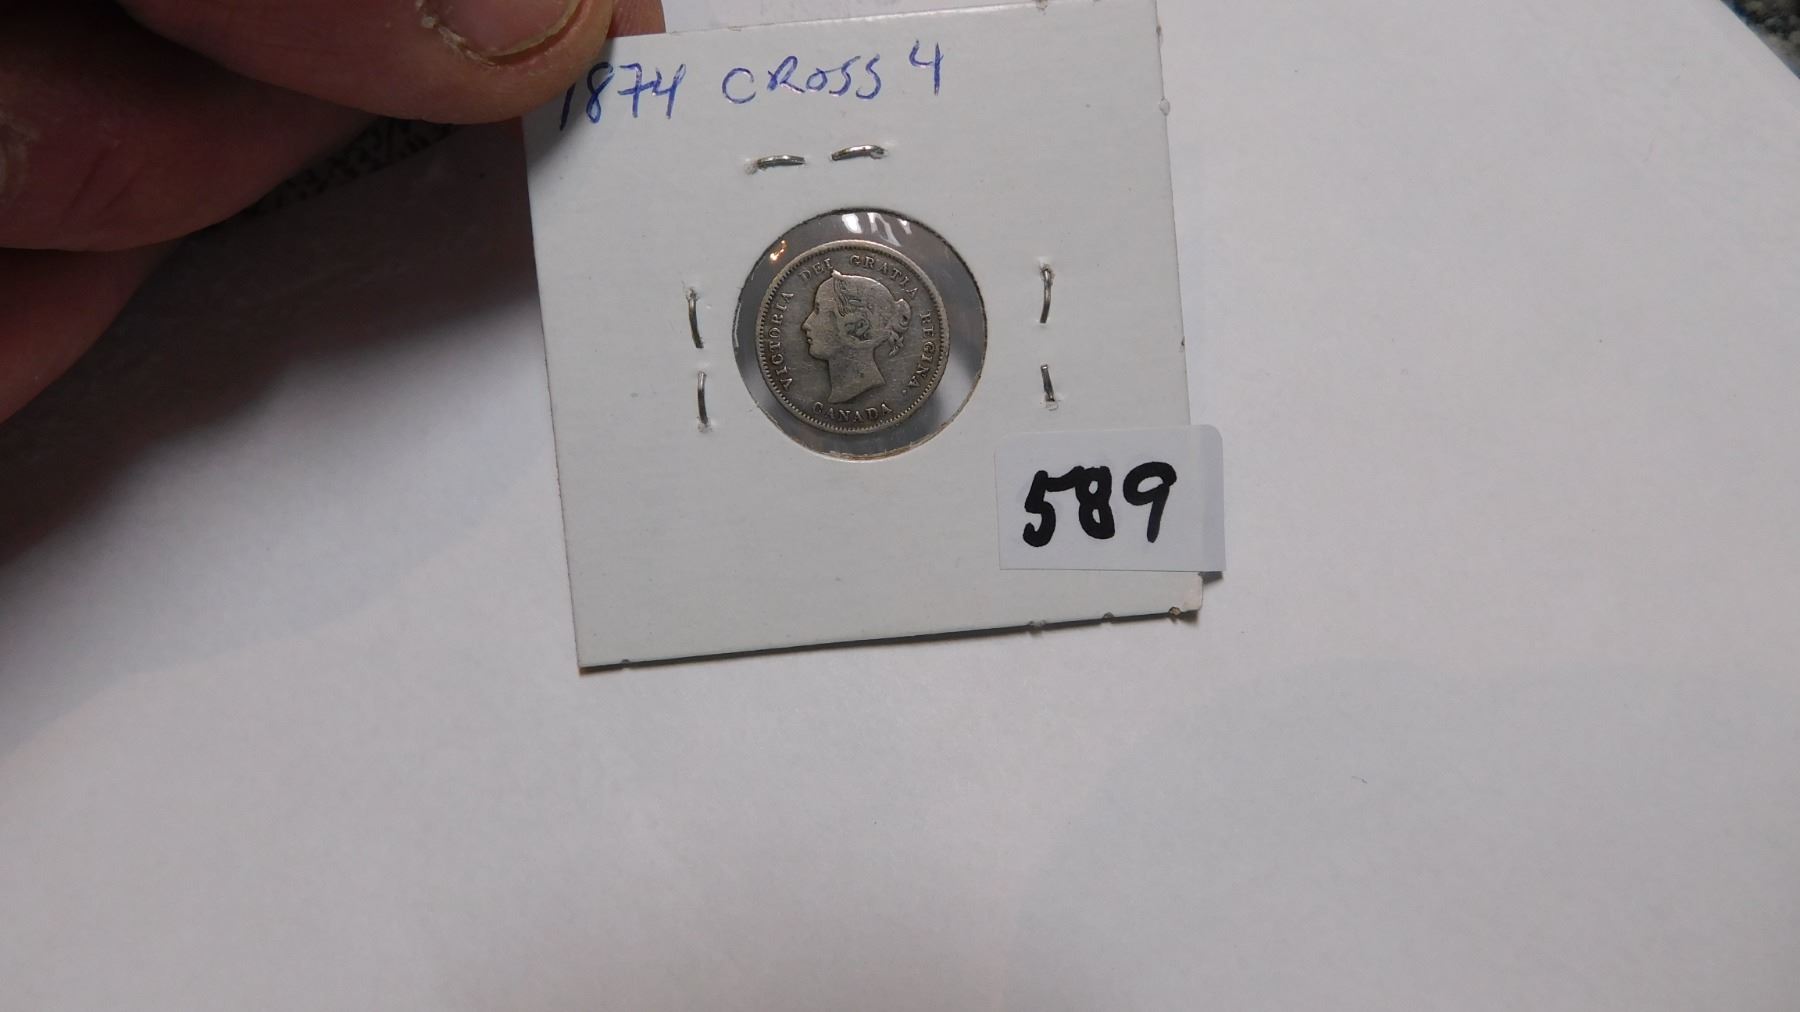 1874 CROSS 4
VICTORIA DEI GRATIA REGINA.
CANADA
589